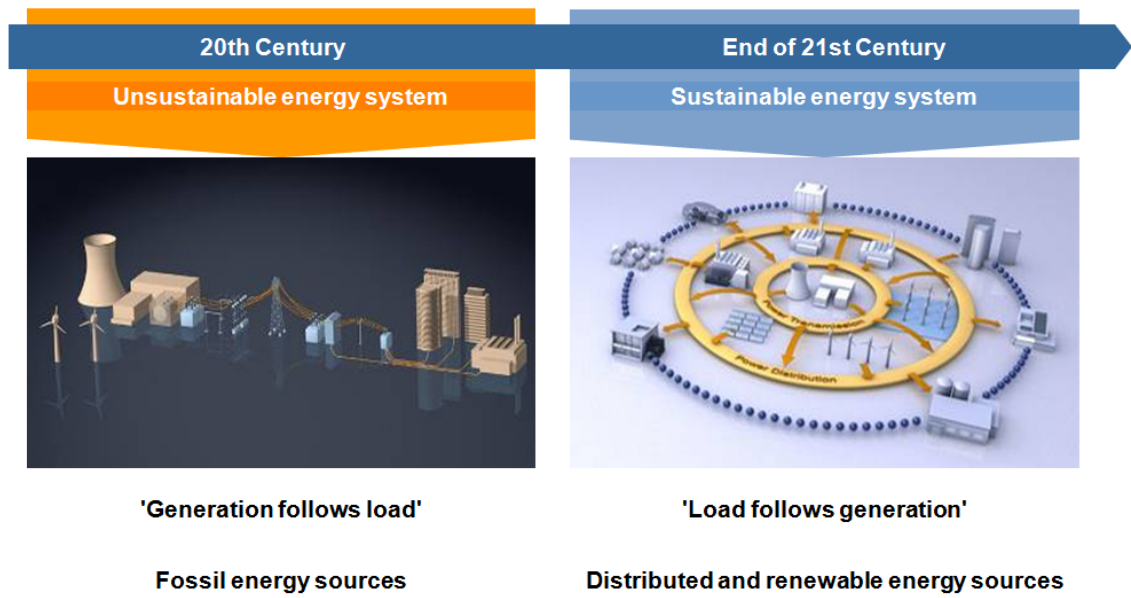 20th Century
End of 21st Century
Unsustainable energy system
Sustainable energy system
Power Transmission
Power Distribution
'Generation follows load'
'Load follows generation'
Fossil energy sources
Distributed and renewable energy sources